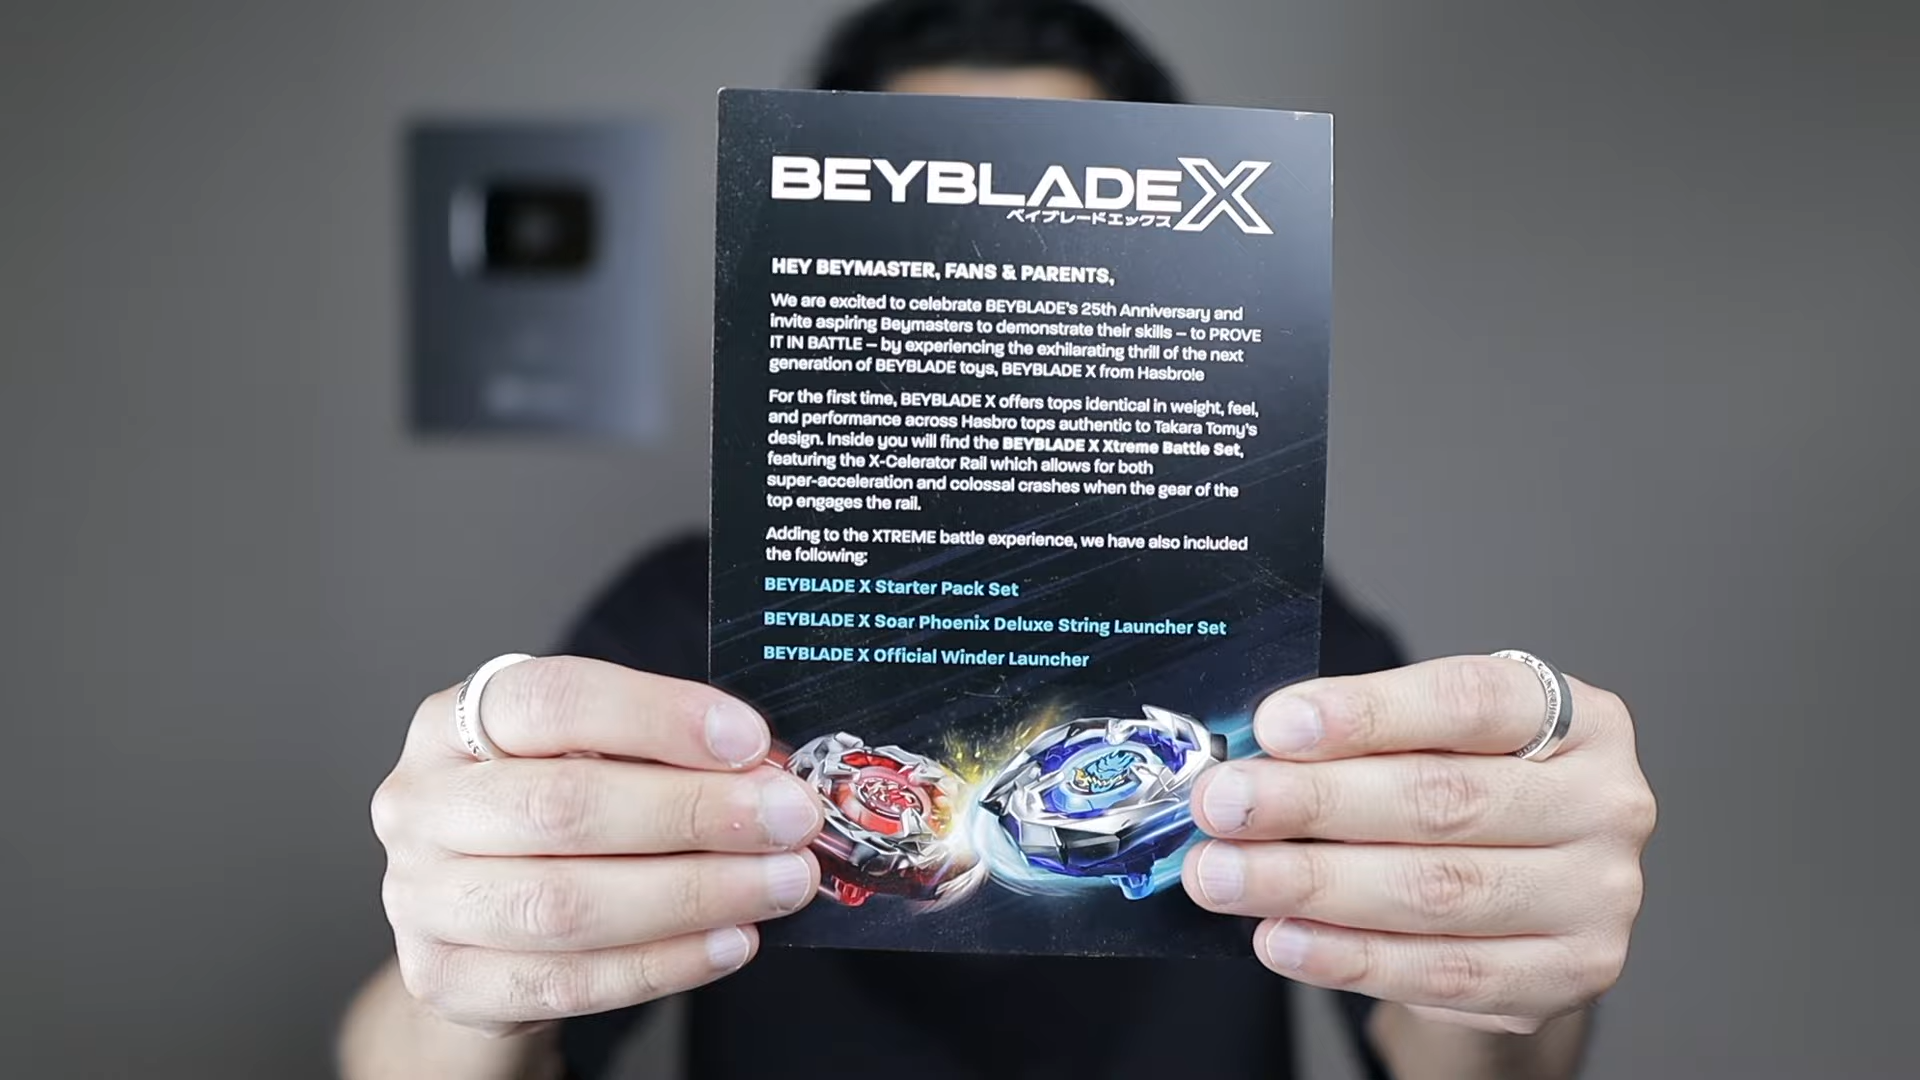 BEYBLADE X
ベイブレードエックス
HEY BEYMASTER, FANS & PARENTS,
We are excited to celebrate BEYBLADE's 25th Anniversary and
invite aspiring Beymasters to demonstrate their skills – to PROVE
IT IN BATTLE – by experiencing the exhilarating thrill of the next
generation of BEYBLADE toys, BEYBLADE X from Hasbro!e
For the first time, BEYBLADE X offers tops identical in weight, feel,
and performance across Hasbro tops authentic to Takara Tomy's
design. Inside you will find the BEYBLADE X Xtreme Battle Set,
featuring the X-Celerator Rail which allows for both
super-acceleration and colossal crashes when the gear of the
top engages the rail.
Adding to the XTREME battle experience, we have also included
the following:
BEYBLADE X Starter Pack Set
BEYBLADE X Soar Phoenix Deluxe String Launcher Set
BEYBLADE X Official Winder Launcher